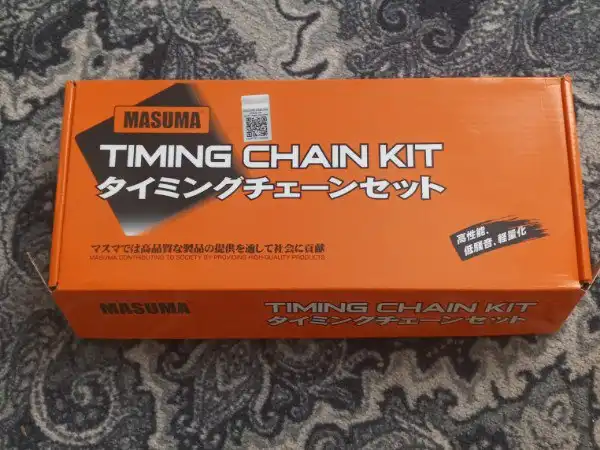 MASUMA
TIMING CHAIN KIT
タイミングチェーンセット
高性能、
低騒音、軽量化
マスマでは高品質な製品の提供を通して社会に貢献
MASUMA CONTRIBUTING TO SOCIETY BY PROVIDING HIGH-QUALITY PRODUCTS
MASUMA
TIMING CHAIN KIT
タイミングチェーンセット